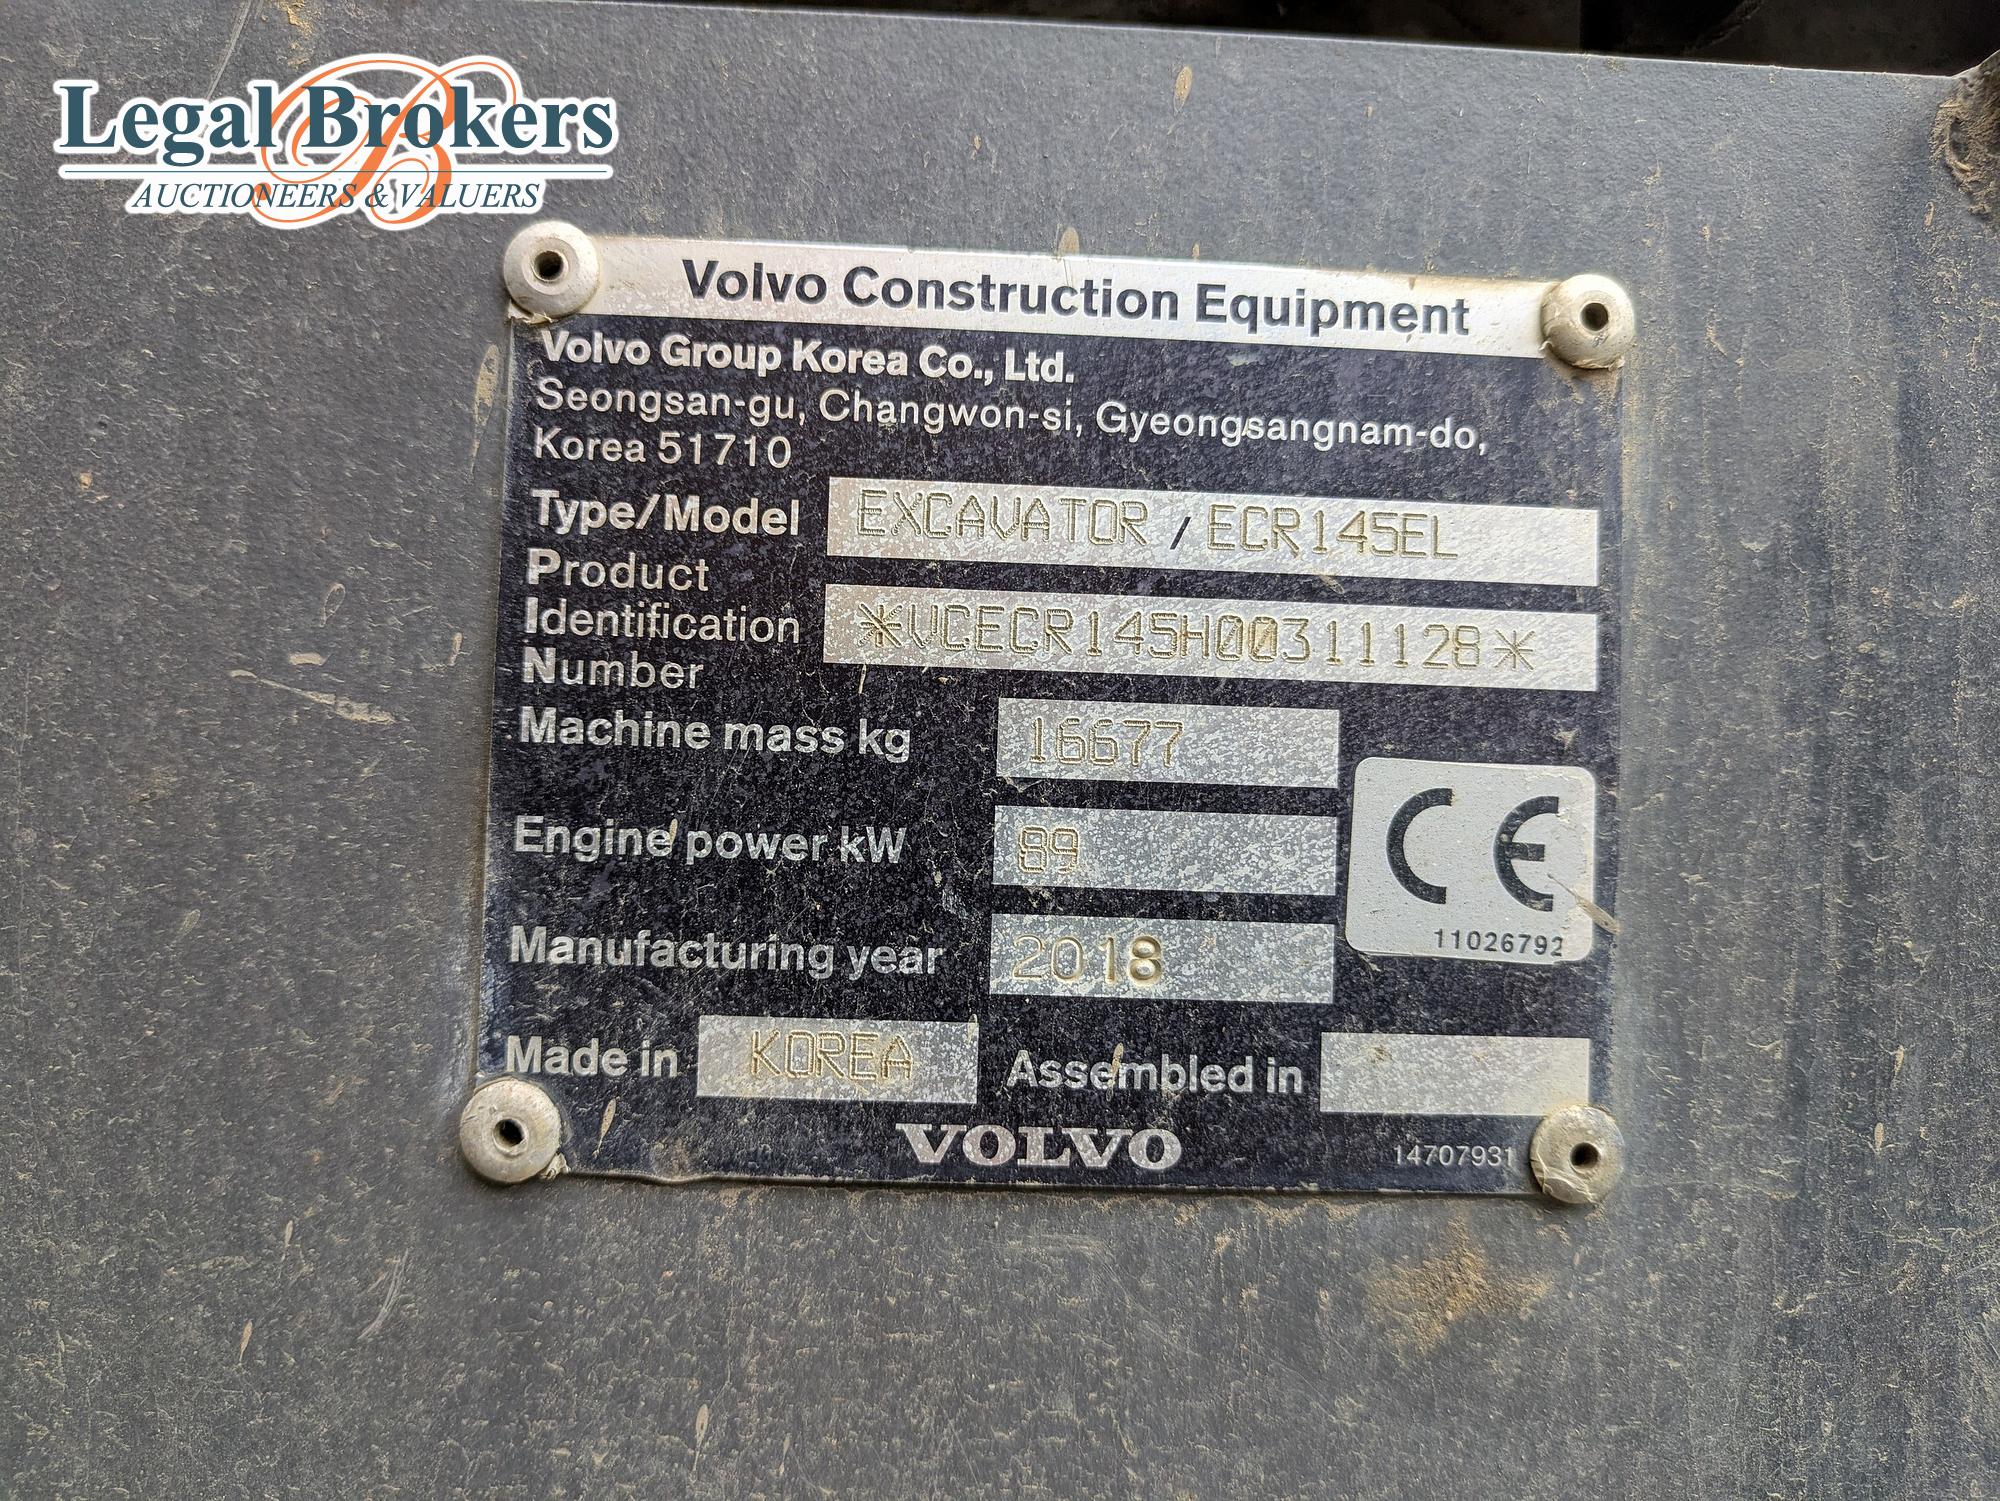 Legal Brokers
AUCTIONEERS & VALUERS
Volvo Construction Equipment
Volvo Group Korea Co., Ltd.
Seongsan-gu, Changwon-si, Gyeongsangnam-do,
Korea 51710
Type/Model EXCAVATOR / ECR145EL
Product
Identification *VCECR145H00311128*
Number
Machine mass kg 16677
Engine power kW 89
CE
11026792
Manufacturing year 2018
Made in KOREA Assembled in
VOLVO 14707931